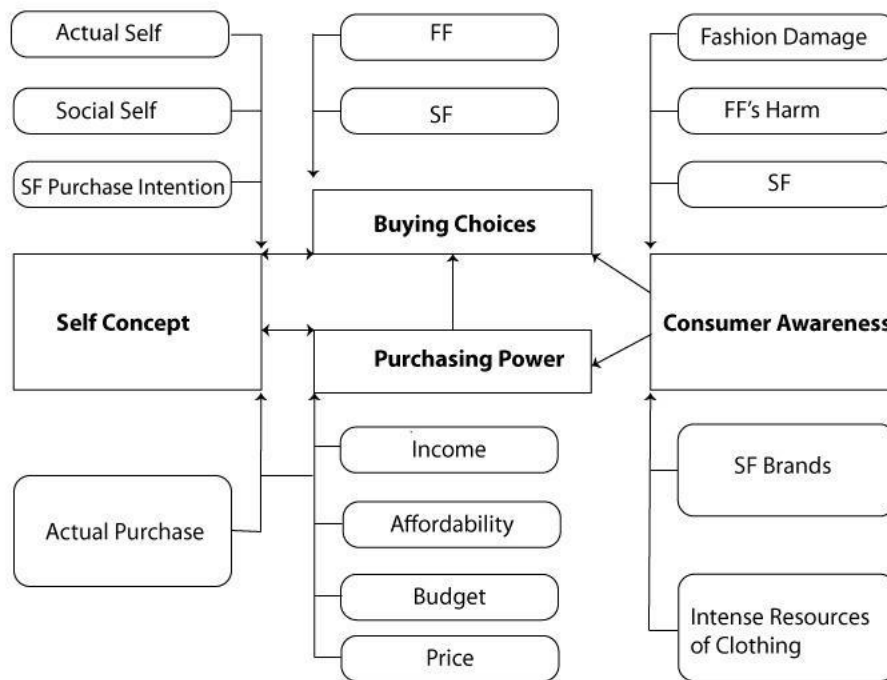 Actual Self
FF
Fashion Damage
Social Self
SF
FF's Harm
SF Purchase Intention
SF
Buying Choices
Self Concept
Consumer Awareness
Purchasing Power
Income
SF Brands
Actual Purchase
Affordability
Budget
Intense Resources
of Clothing
Price